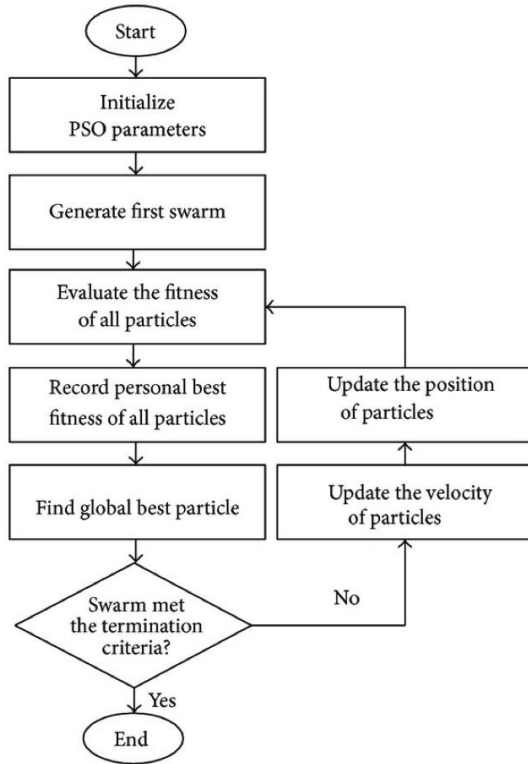 Start
Initialize
PSO parameters
Generate first swarm
Evaluate the fitness
of all particles
Record personal best
fitness of all particles
Find global best particle
Swarm met
the termination
criteria?
Yes
End
No
Update the velocity
of particles
Update the position
of particles